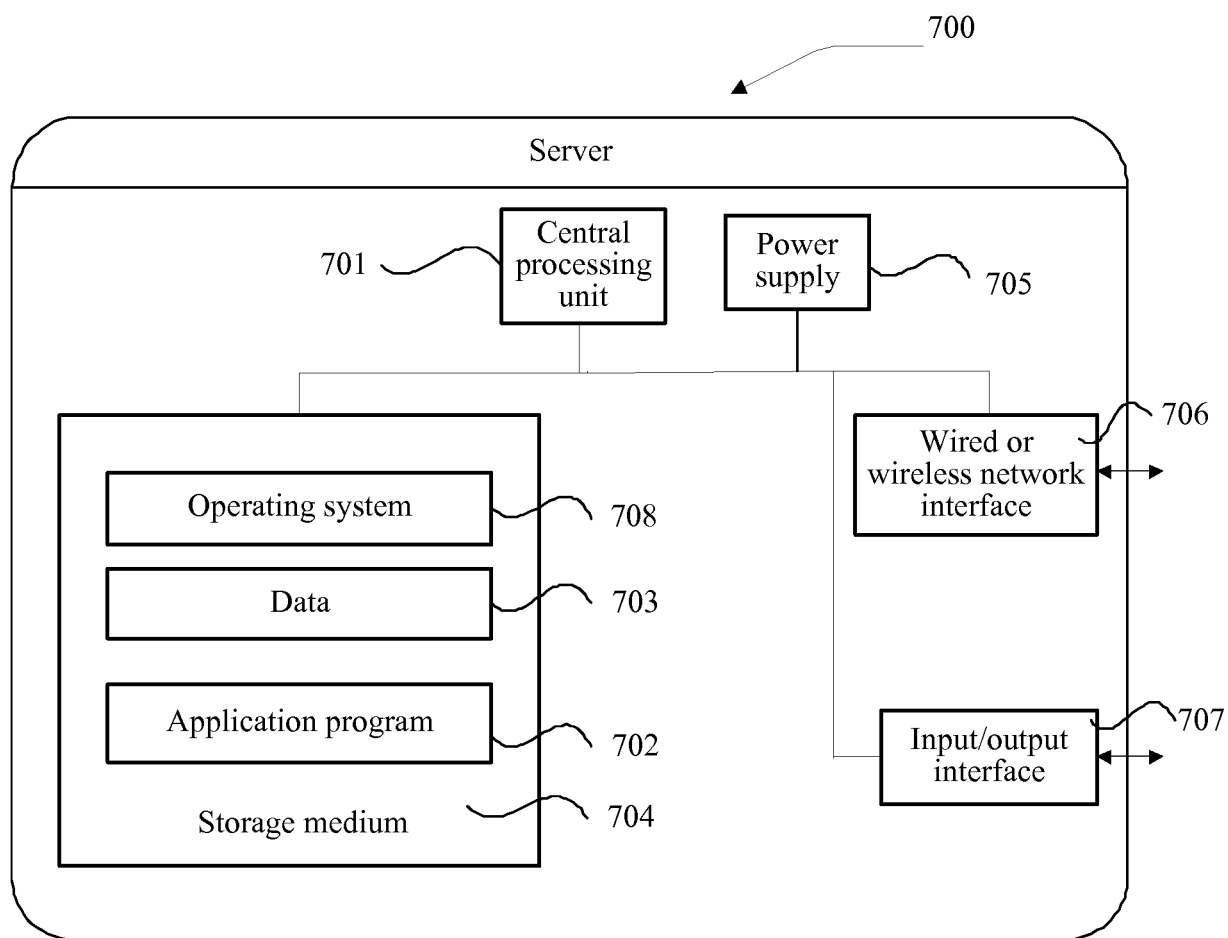 700
Server
Central
processing
unit
701
Power
supply
705
Operating system
708
Data
703
Application program
702
Storage medium
704
Wired or
wireless network
interface
706
Input/output
interface
707